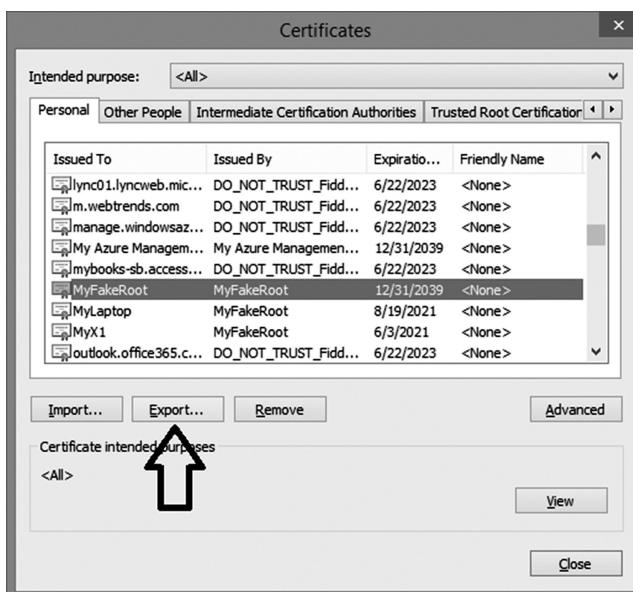 Certificates
Intended purpose: <All>
Personal Other People Intermediate Certification Authorities Trusted Root Certification
Issued To Issued By Expiratio... Friendly Name
lync01.lyncweb.mic... DO_NOT_TRUST_Fidd... 6/22/2023 <None>
m.webtrends.com DO_NOT_TRUST_Fidd... 6/22/2023 <None>
manage.windowsaz... DO_NOT_TRUST_Fidd... 6/22/2023 <None>
My Azure Managem... My Azure Managemen... 12/31/2039 <None>
mybooks-sb.access... DO_NOT_TRUST_Fidd... 6/22/2023 <None>
MyFakeRoot MyFakeRoot 12/31/2039 <None>
MyLaptop MyFakeRoot 8/19/2021 <None>
MyX1 MyFakeRoot 6/3/2021 <None>
outlook.office365.c... DO_NOT_TRUST_Fidd... 6/22/2023 <None>
Import... Export... Remove Advanced
Certificate intended purposes
<All>
View
Close